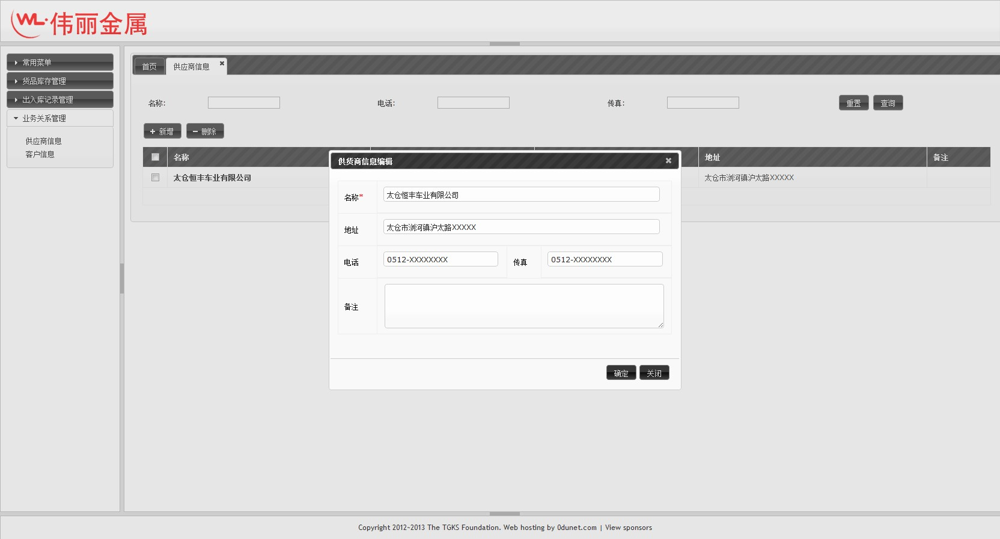 WL·伟丽金属
常用菜单
货品库存管理
出入库记录管理
业务关系管理
供应商信息
客户信息
首页 供应商信息
名称: 电话: 传真: 重置 查询
+ 新增 − 删除
名称 地址 备注
太仓恒丰车业有限公司 太仓市浏河镇沪太路XXXXX
供货商信息编辑
名称* 太仓恒丰车业有限公司
地址 太仓市浏河镇沪太路XXXXX
电话 0512-XXXXXXXX 传真 0512-XXXXXXXX
备注
确定 关闭
Copyright 2012~2013 The TGKS Foundation. Web hosting by 0dunet.com | View sponsors